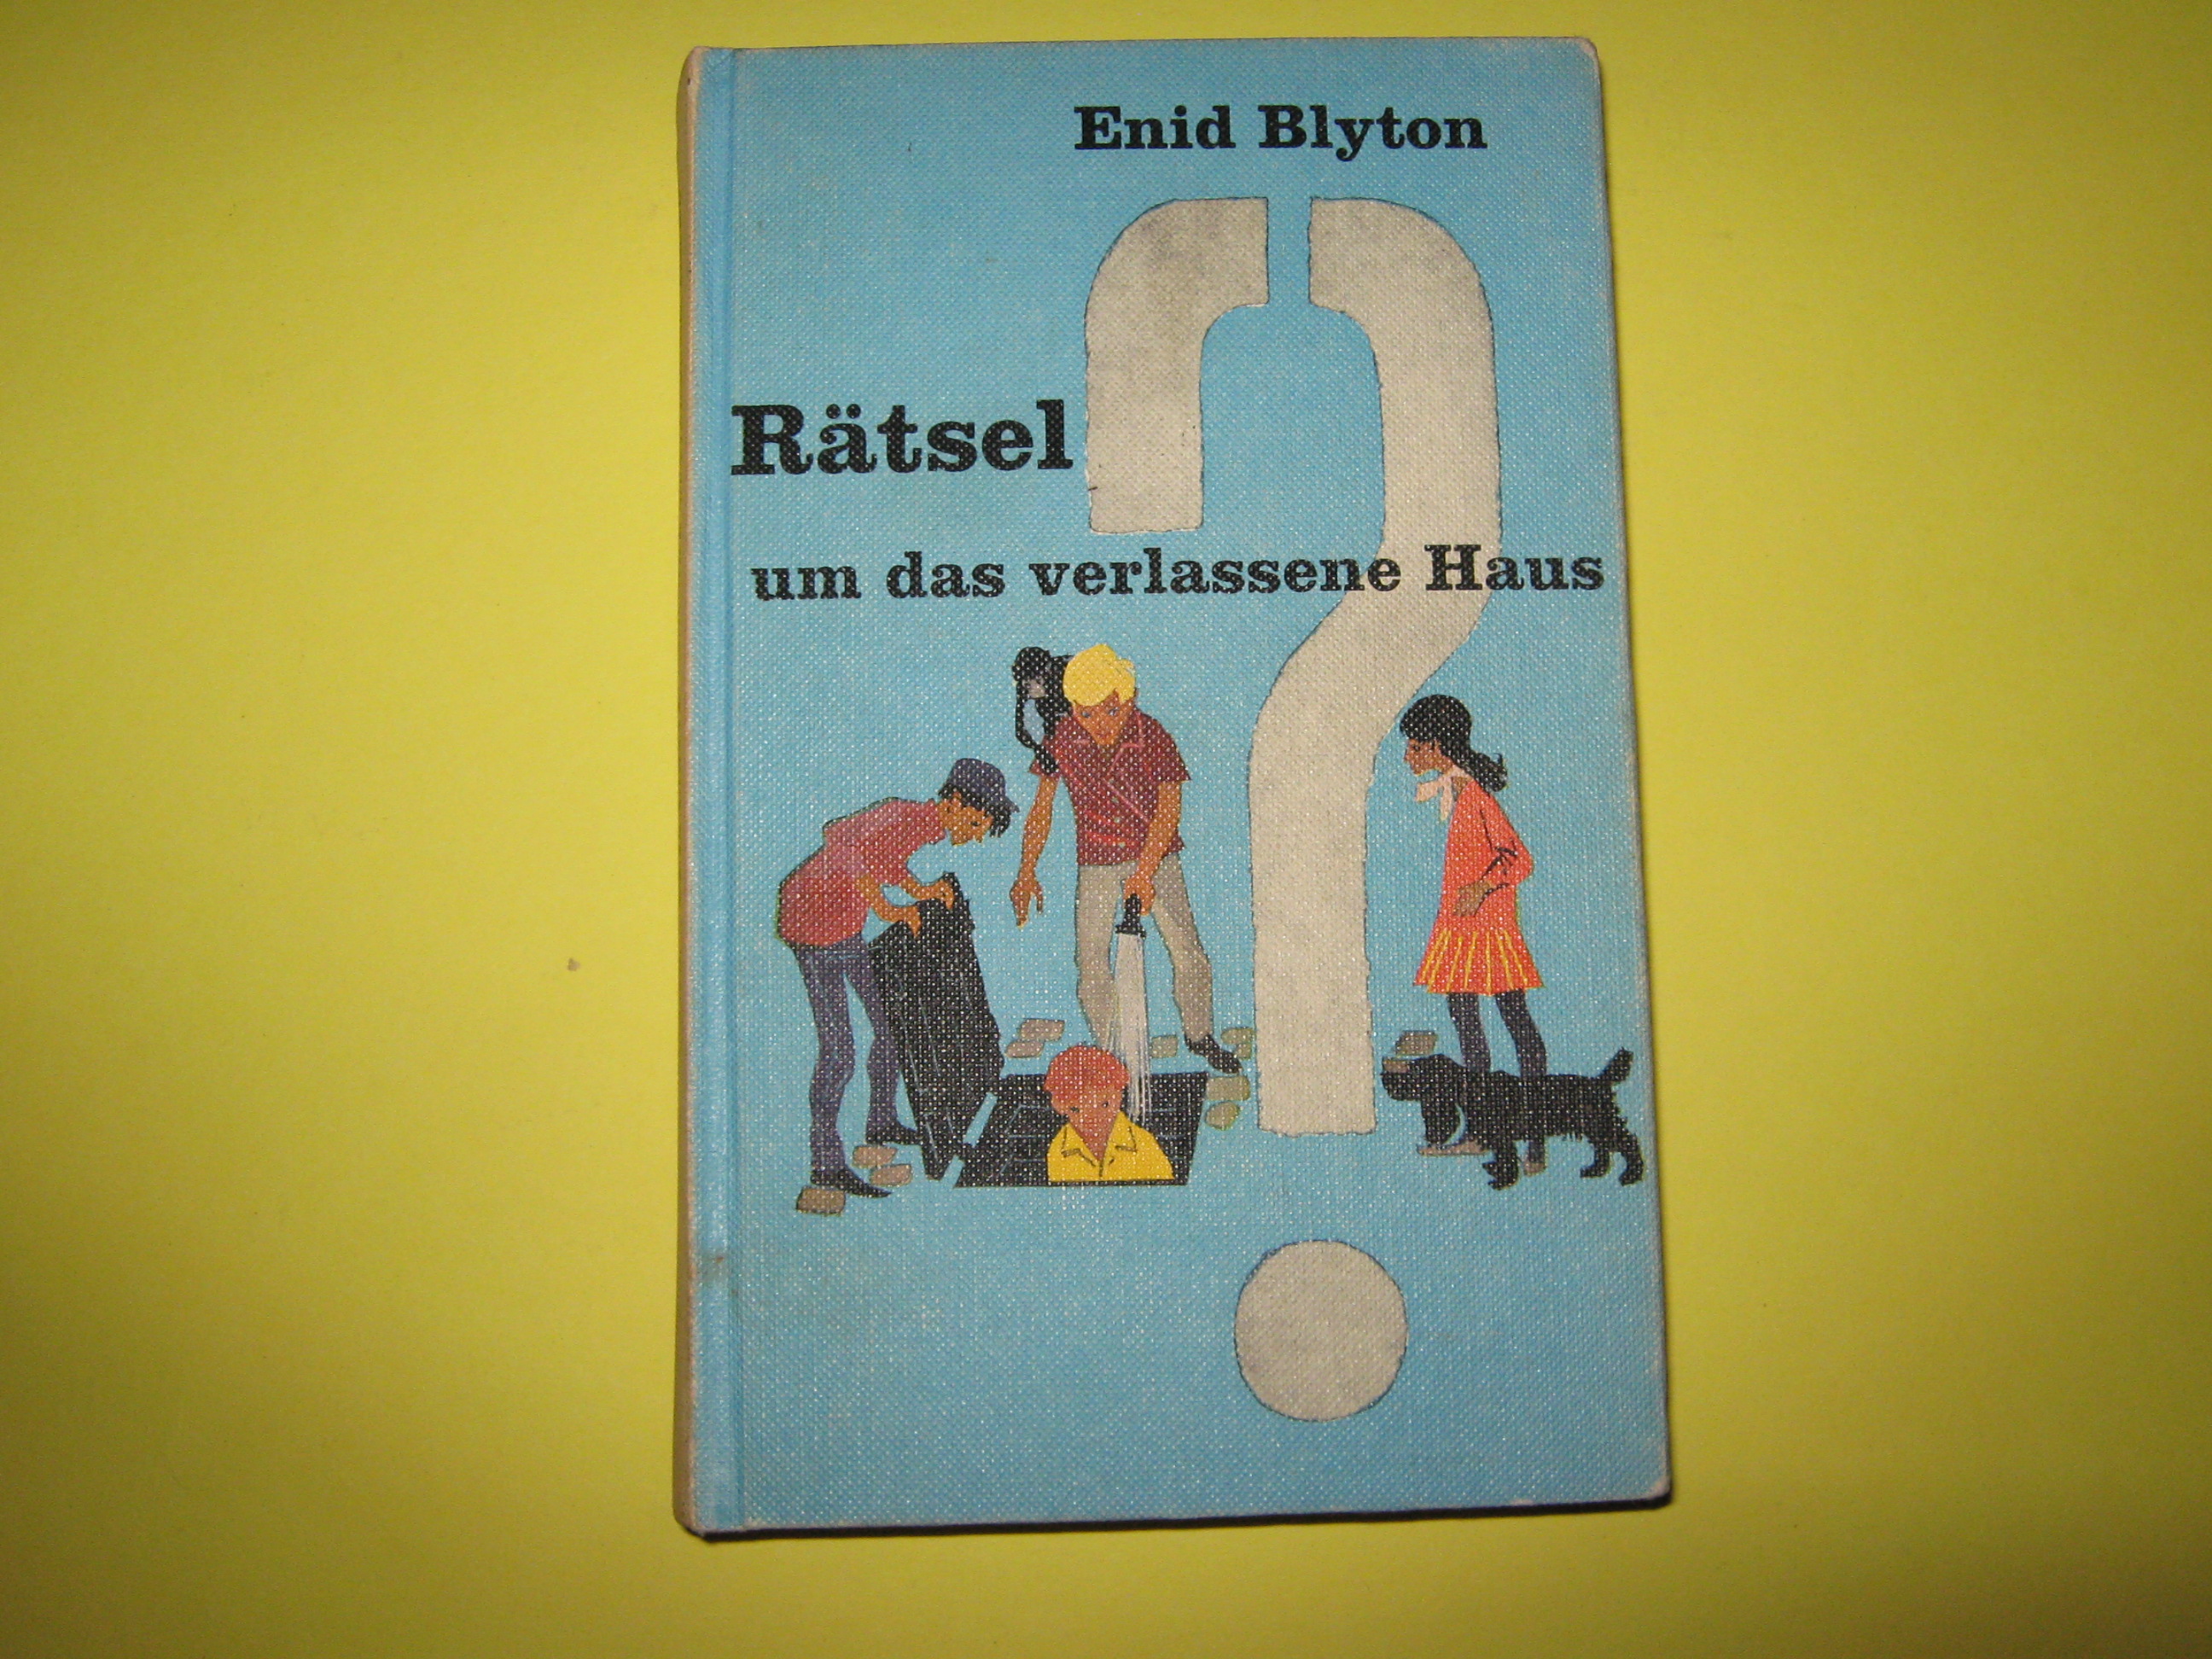 Enid Blyton
Rätsel
um das verlassene Haus